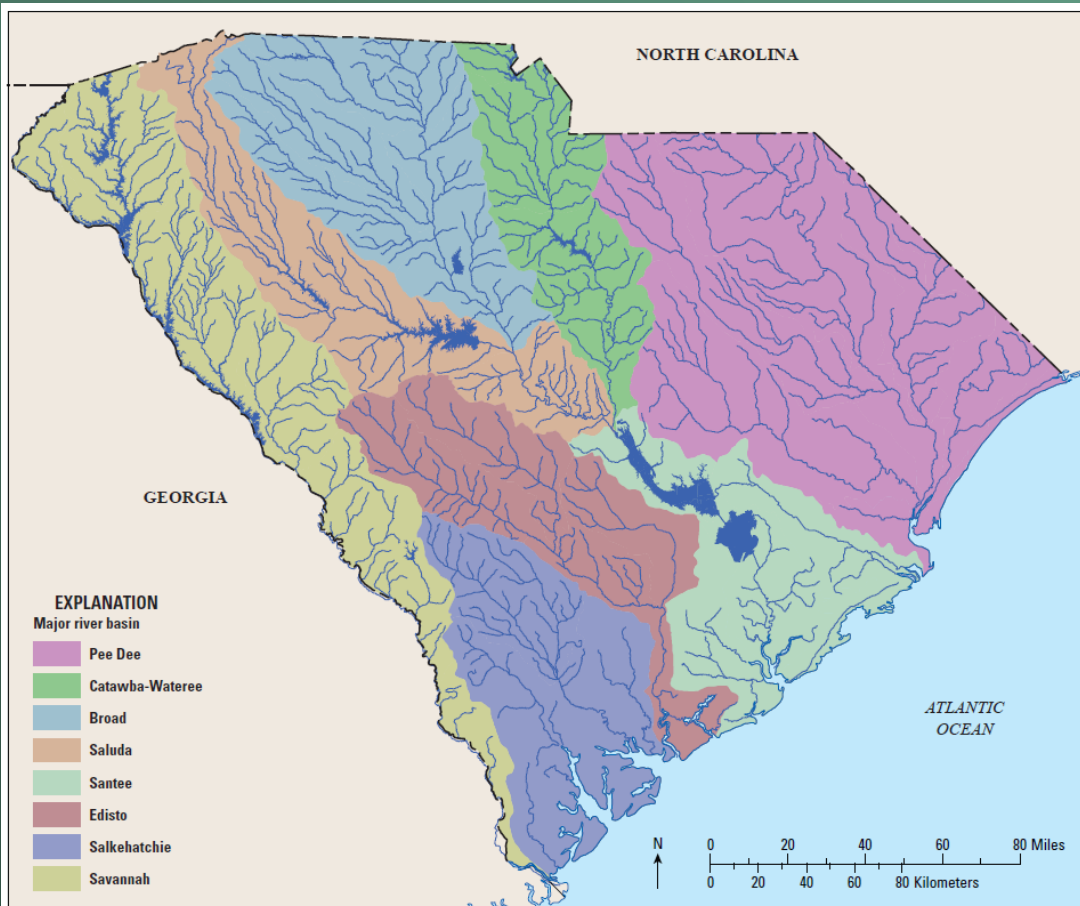 NORTH CAROLINA
GEORGIA
EXPLANATION
Major river basin
Pee Dee
Catawba-Wateree
Broad
Saluda
Santee
Edisto
Salkehatchie
Savannah
ATLANTIC
OCEAN
N
0 20 40 60 80 Miles
0 20 40 60 80 Kilometers